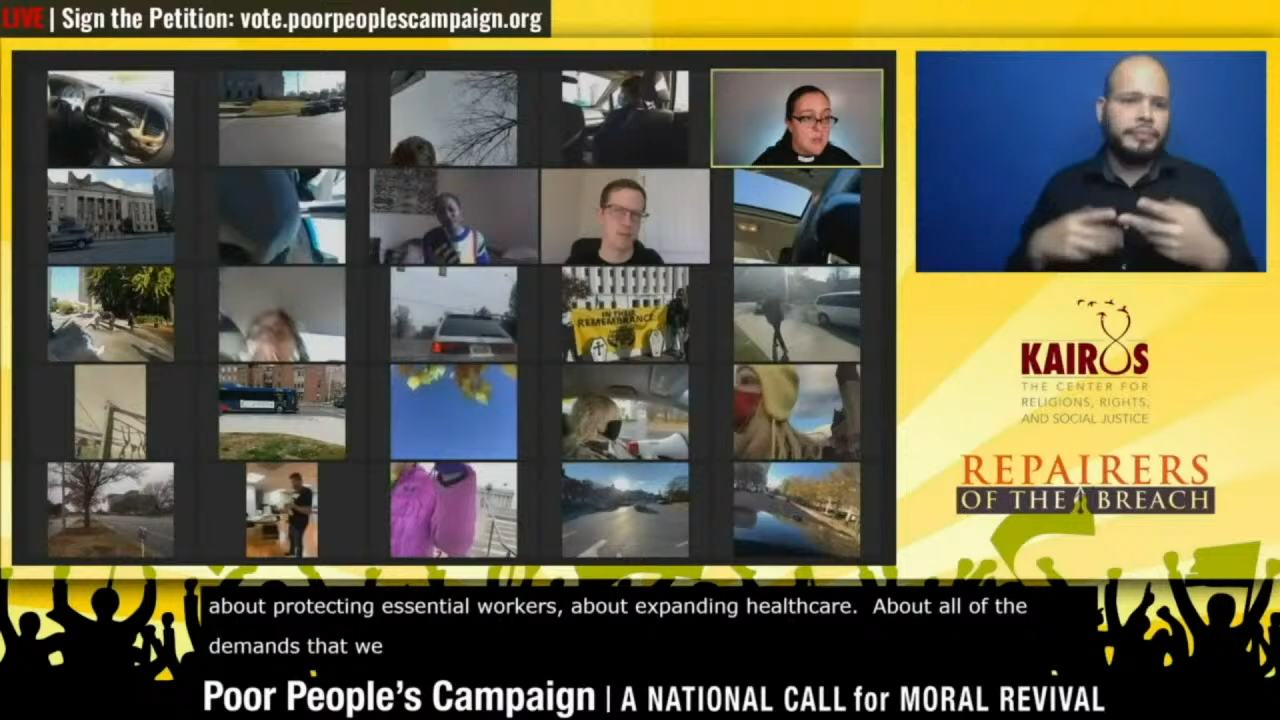 LIVE | Sign the Petition: vote.poorpeoplescampaign.org
IN THEIR
REMEMBRANCE
KAIROS
THE CENTER FOR
RELIGIONS, RIGHTS,
AND SOCIAL JUSTICE
REPAIRERS
OF THE BREACH
about protecting essential workers, about expanding healthcare.  About all of the
demands that we
Poor People's Campaign | A NATIONAL CALL for MORAL REVIVAL